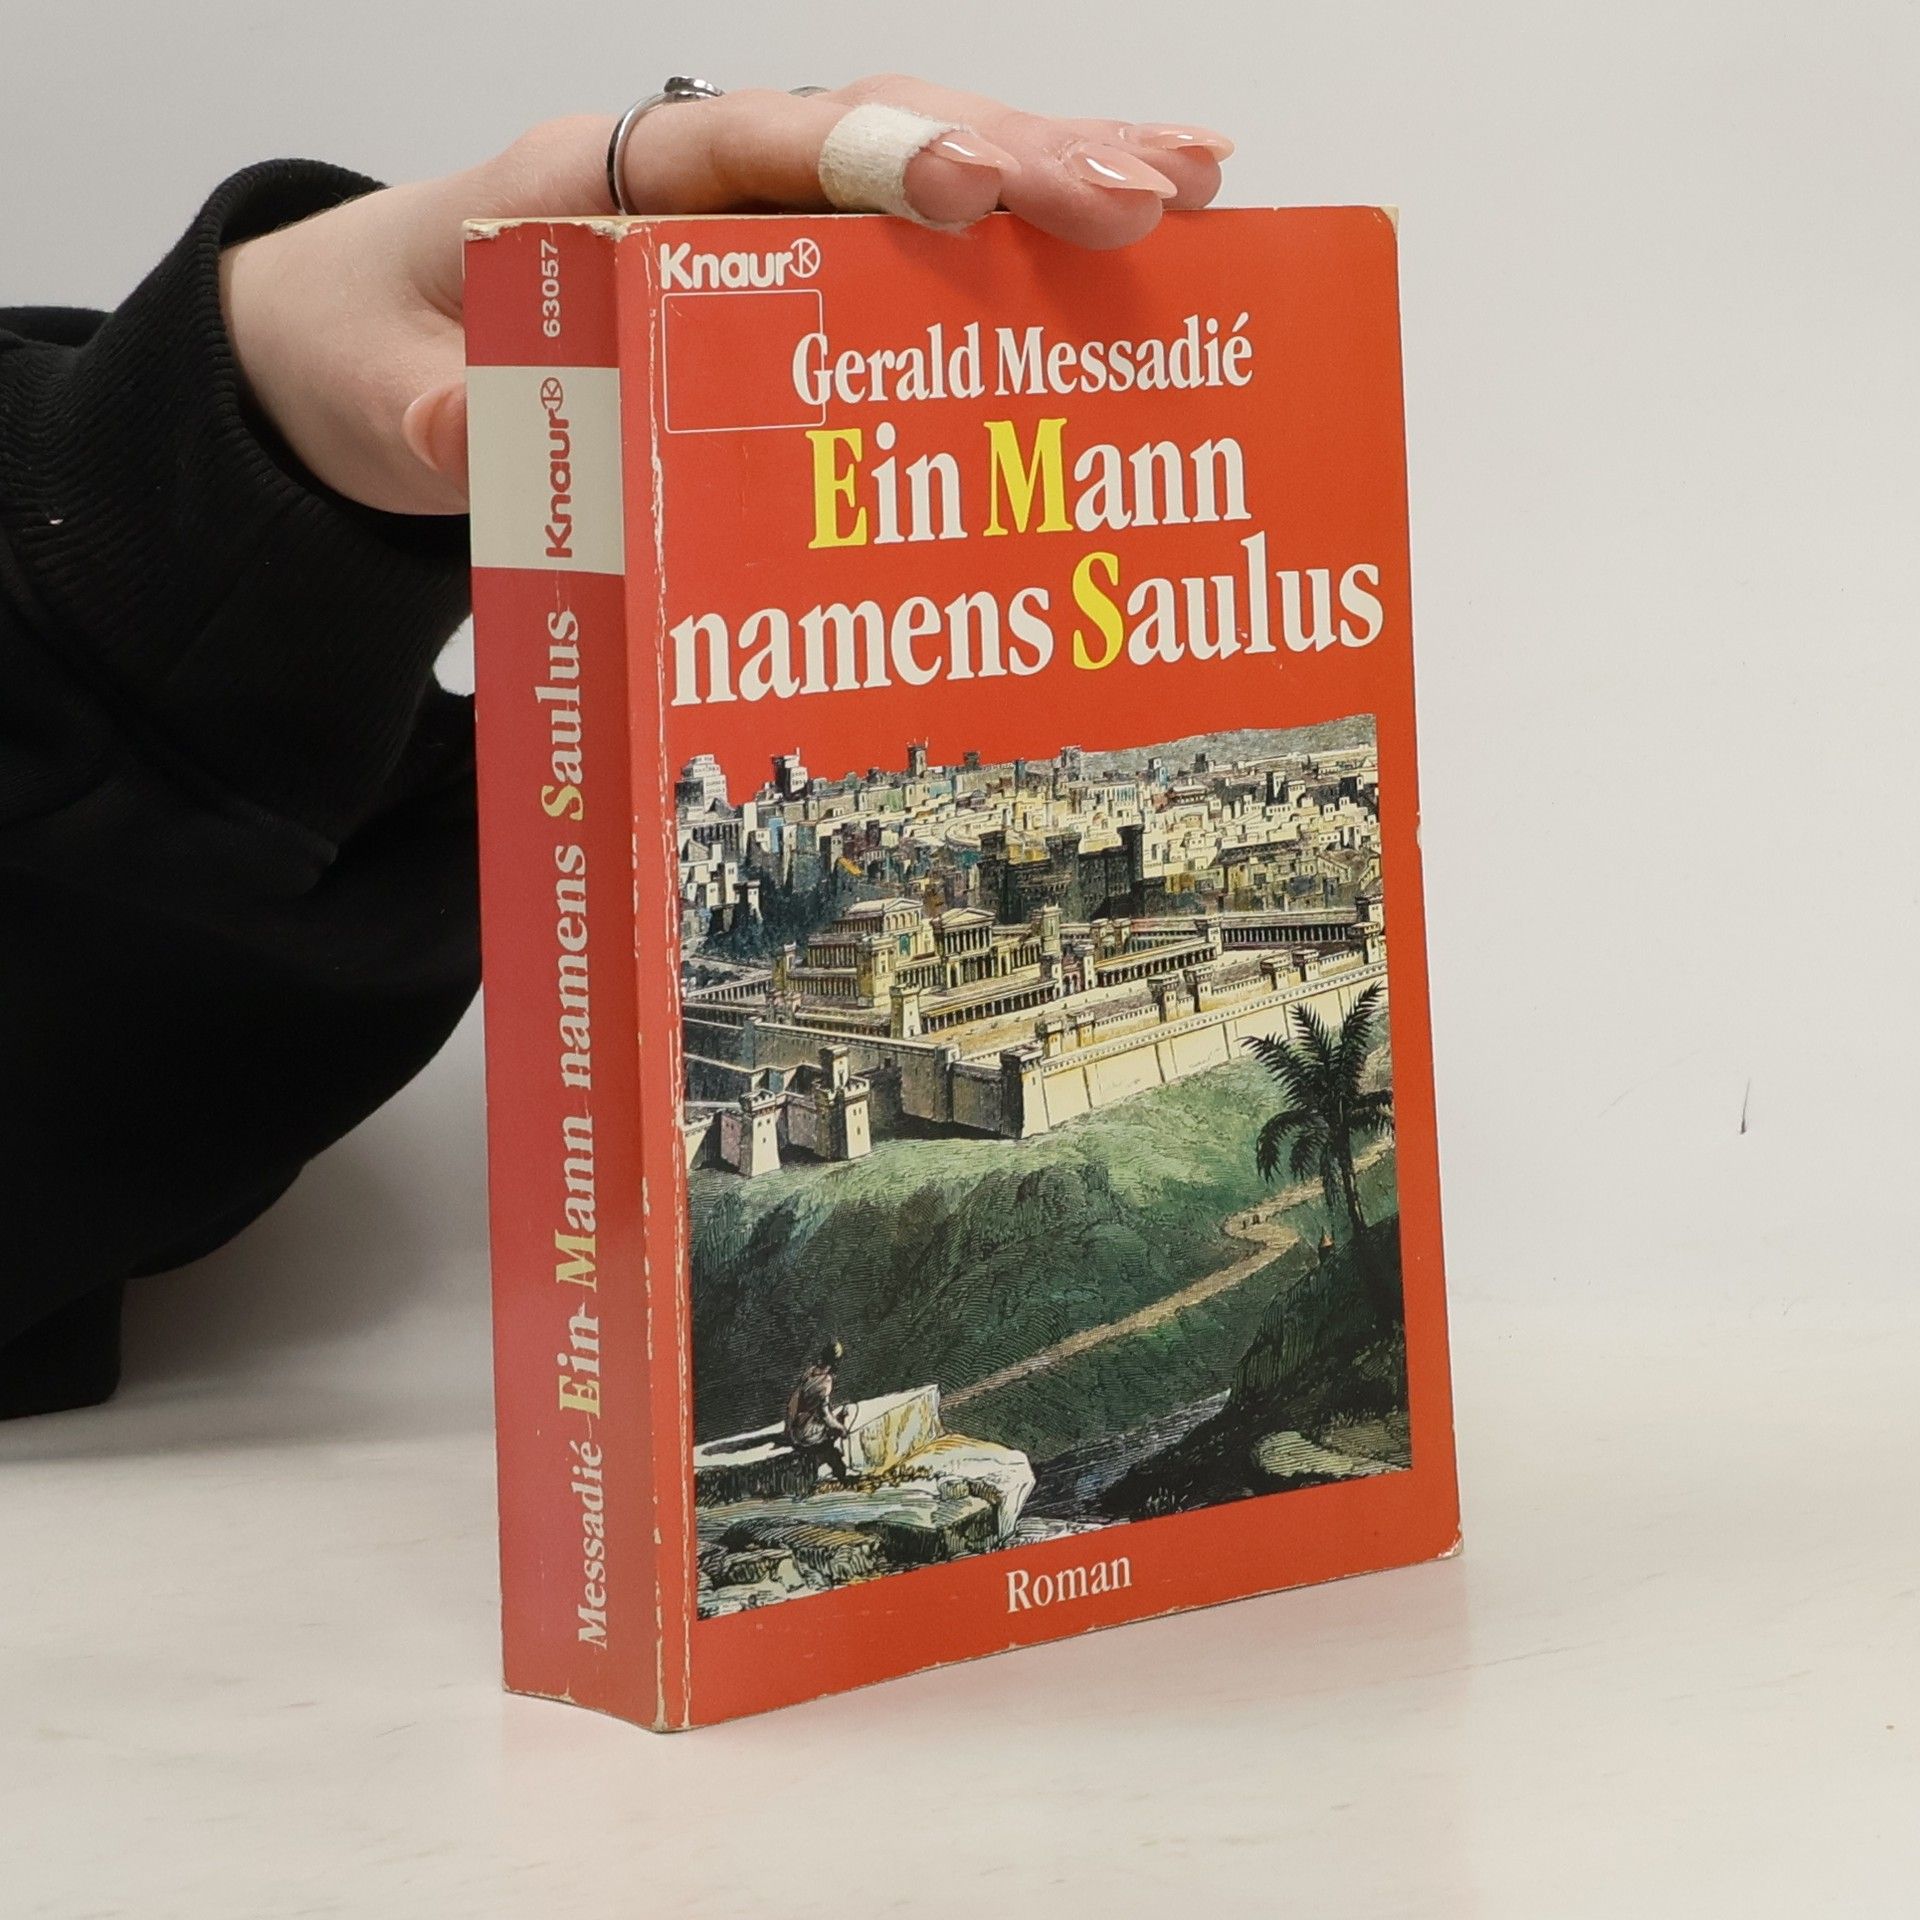 Knaur
Gerald Messadié
Ein Mann
namens Saulus
Roman
Messadié Ein Mann namens Saulus Knaur 63057